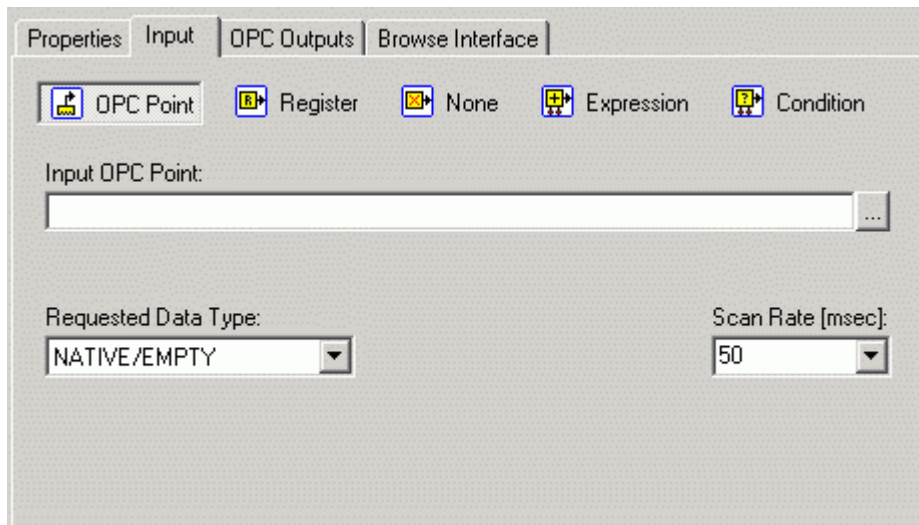 Properties Input OPC Outputs Browse Interface
OPC Point Register None Expression Condition
Input OPC Point:
...
Requested Data Type: Scan Rate [msec]:
NATIVE/EMPTY 50